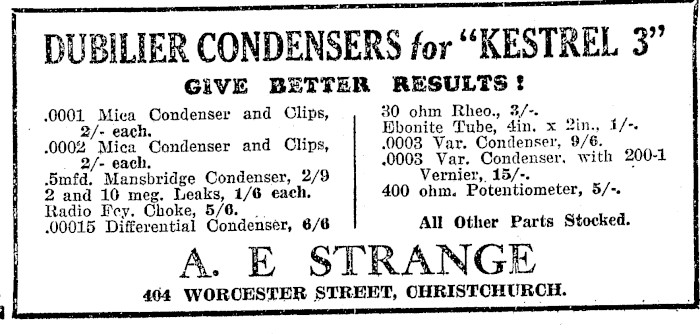 DUBILIER CONDENSERS for "KESTREL 3"
GIVE BETTER RESULTS!
.0001 Mica Condenser and Clips,
2/- each.
.0002 Mica Condenser and Clips,
2/- each.
.5mfd. Mansbridge Condenser, 2/9
2 and 10 meg. Leaks, 1/6 each.
Radio Fcy. Choke, 5/6.
.00015 Differential Condenser, 6/6
30 ohm Rheo., 3/-.
Ebonite Tube, 4in. x 2in., 1/-.
.0003 Var. Condenser, 9/6.
.0003 Var. Condenser, with 200-1
Vernier, 15/-.
400 ohm. Potentiometer, 5/-.
All Other Parts Stocked.
A. E STRANGE
404 WORCESTER STREET, CHRISTCHURCH.